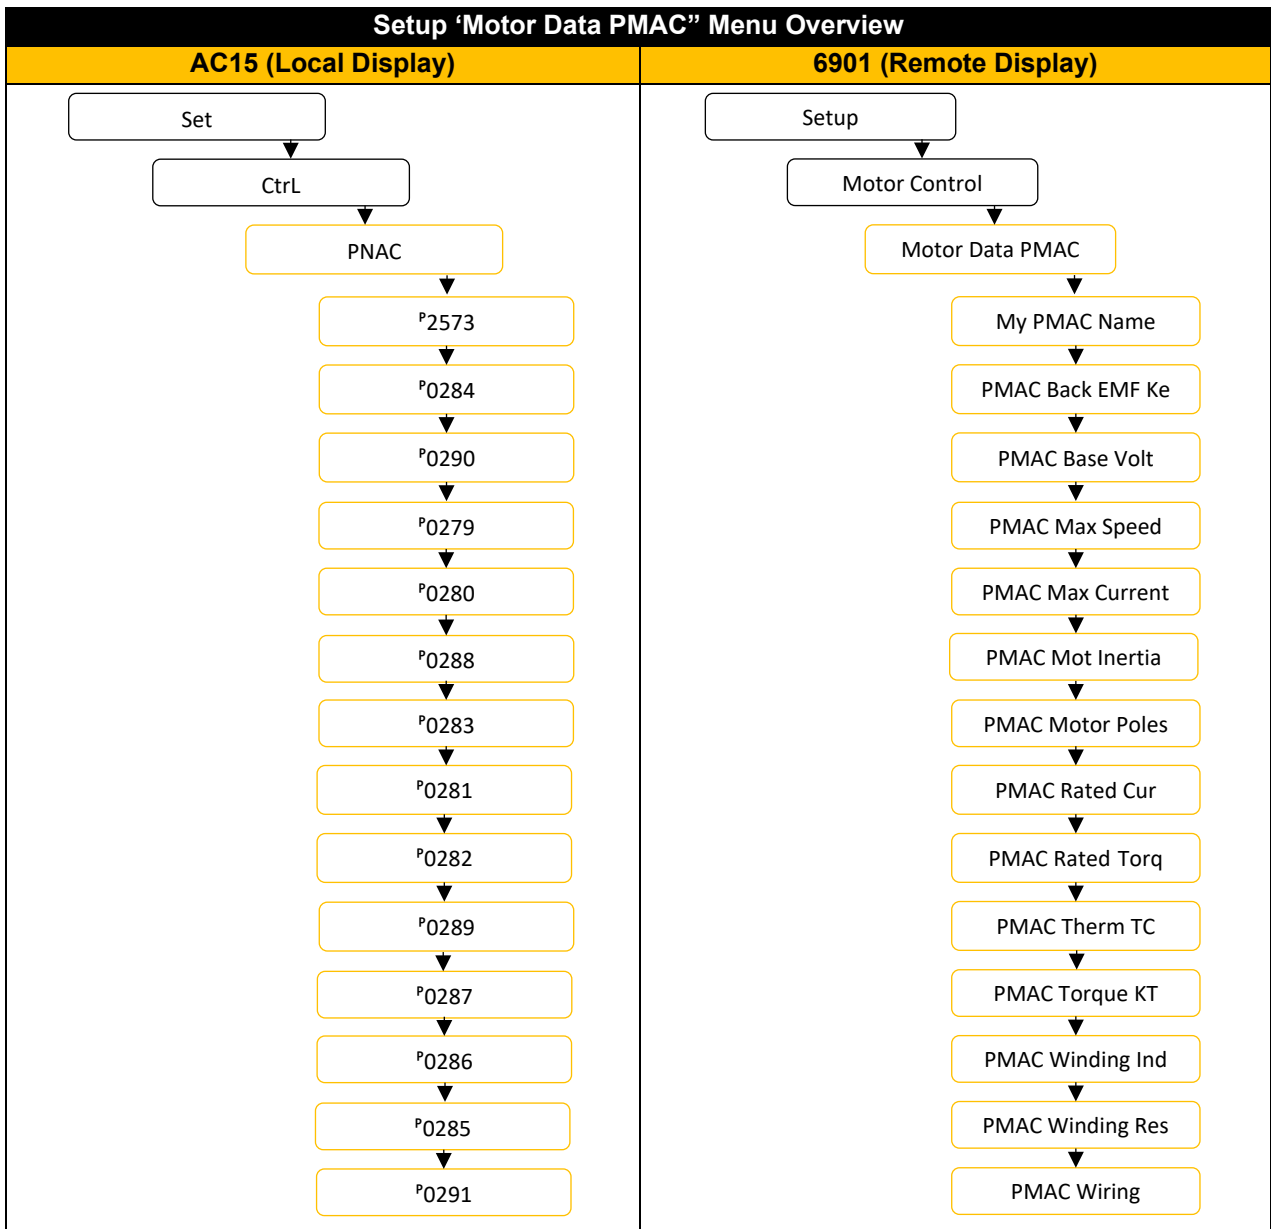 Setup ‘Motor Data PMAC” Menu Overview
AC15 (Local Display)
6901 (Remote Display)
Set
CtrL
PNAC
ᴾ2573
ᴾ0284
ᴾ0290
ᴾ0279
ᴾ0280
ᴾ0288
ᴾ0283
ᴾ0281
ᴾ0282
ᴾ0289
ᴾ0287
ᴾ0286
ᴾ0285
ᴾ0291
Setup
Motor Control
Motor Data PMAC
My PMAC Name
PMAC Back EMF Ke
PMAC Base Volt
PMAC Max Speed
PMAC Max Current
PMAC Mot Inertia
PMAC Motor Poles
PMAC Rated Cur
PMAC Rated Torq
PMAC Therm TC
PMAC Torque KT
PMAC Winding Ind
PMAC Winding Res
PMAC Wiring